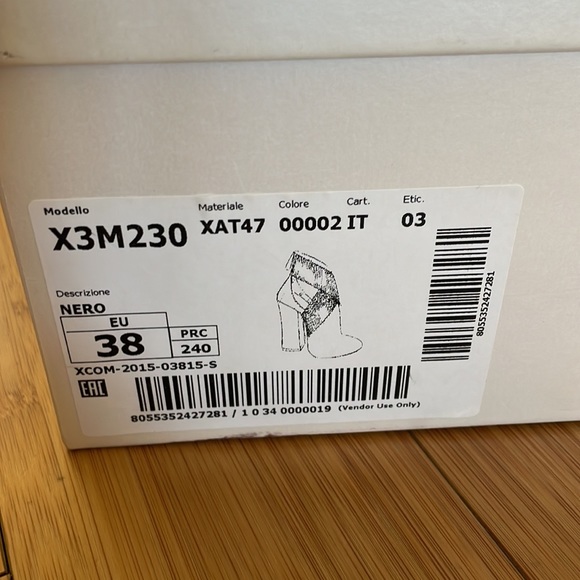 Modello Materiale Colore Cart. Etic.
X3M230 XAT47 00002 IT 03
Descrizione
NERO
EU
38 PRC
240
XCOM-2015-03815-S
EAC
8055352427281 / 1 0 34 0000019 (Vendor Use Only)
8055352427281